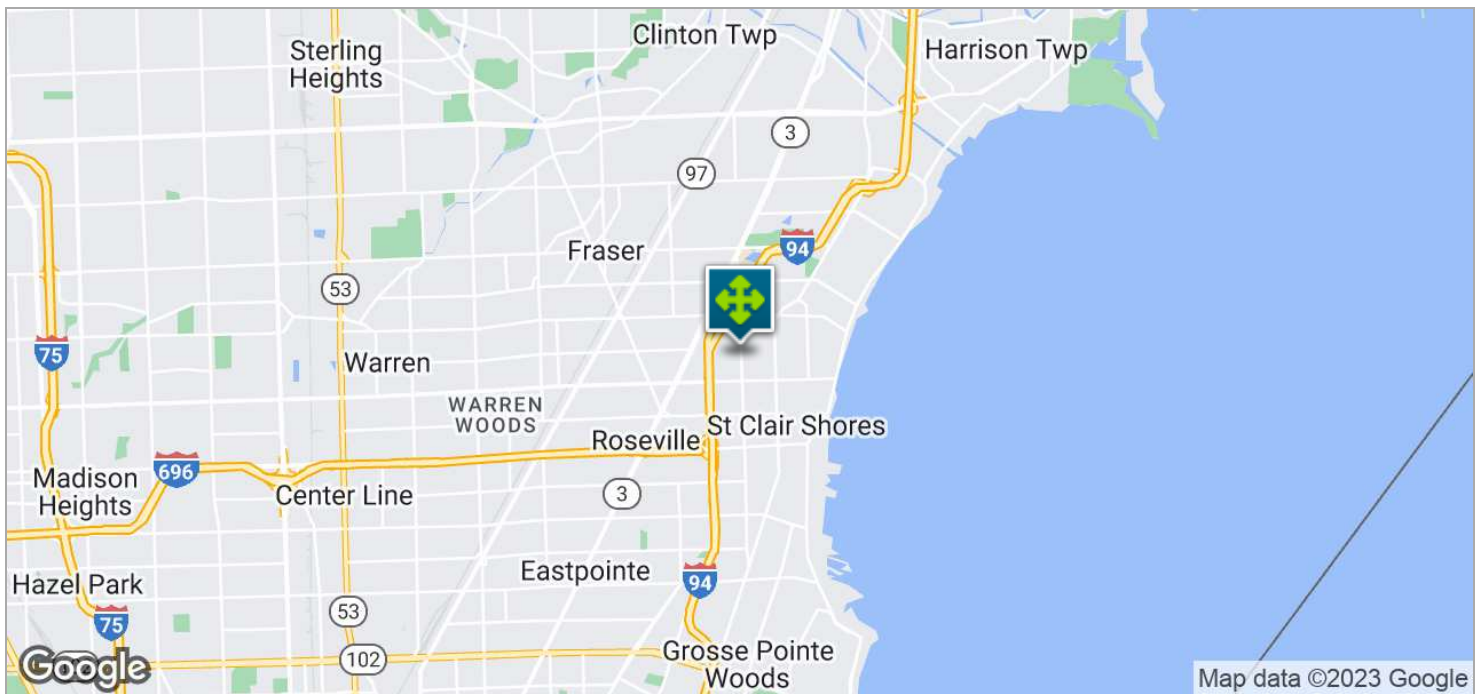 Clinton Twp
Harrison Twp
Sterling
Heights
3
97
94
Fraser
53
75
Warren
WARREN
WOODS
St Clair Shores
Roseville
696
Madison
Heights
Center Line
3
Eastpointe
94
Hazel Park
75
53
Grosse Pointe
Woods
102
Google
Map data ©2023 Google